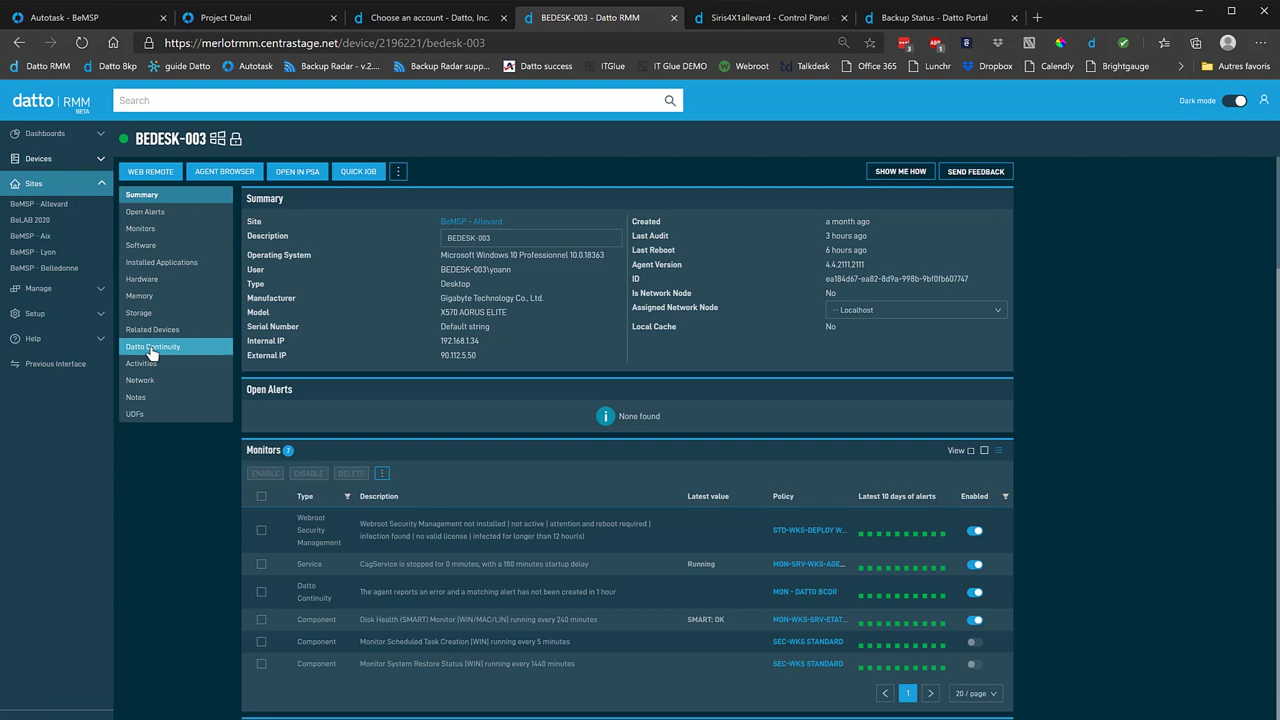 Autotask ~ BeMSP
Project Detail
Choose an account - Datto, Inc.
BEDESK-003 - Datto RMM
Siris4X1allevard - Control Panel -
Backup Status - Datto Portal
https://merlotrmm.centrastage.net/device/2196221/bedesk-003
Datto RMM
Datto Bkp
guide Datto
Autotask
Backup Radar - v.2....
Backup Radar supp...
Datto success
ITGlue
IT Glue DEMO
Webroot
Talkdesk
Office 365
Lundhr
Dropbox
Calendly
Brightgauge
Autres favoris
datto | RMM
BETA
Search
Dark mode
Dashboards
Devices
Sites
BeMSP - Allevard
BeLAB 2020
BeMSP - Aix
BeMSP - Lyon
BeMSP - Belledonne
Manage
Setup
Help
Previous Interface
BEDESK-003
WEB REMOTE
AGENT BROWSER
OPEN IN PSA
QUICK JOB
SHOW ME HOW
SEND FEEDBACK
Summary
Open Alerts
Monitors
Software
Installed Applications
Hardware
Memory
Storage
Related Devices
Datto Continuity
Activities
Network
Notes
UDFs
Summary
Site BeMSP - Allevard
Description BEDESK-003
Operating System Microsoft Windows 10 Professionnel 10.0.18363
User BEDESK-003\yoann
Type Desktop
Manufacturer Gigabyte Technology Co., Ltd.
Model X570 AORUS ELITE
Serial Number Default string
Internal IP 192.168.1.34
External IP 90.112.5.50
Created a month ago
Last Audit 3 hours ago
Last Reboot 6 hours ago
Agent Version 4.4.2111.2111
ID ea184d67-ea82-8d9a-998b-9bf0fb607747
Is Network Node No
Assigned Network Node -- Localhost
Local Cache No
Open Alerts
None found
Monitors 7
View
ENABLE
DISABLE
DELETE
Type Description Latest value Policy Latest 10 days of alerts Enabled
Webroot
Security
Management
Webroot Security Management not installed | not active | attention and reboot required |
infection found | no valid license | infected for longer than 12 hour(s)
STD-WKS-DEPLOY W...
Service CagService is stopped for 0 minutes, with a 180 minutes startup delay Running MON-SRV-WKS-AGE...
Datto
Continuity
The agent reports an error and a matching alert has not been created in 1 hour MON - DATTO BCDR
Component Disk Health (SMART) Monitor [WIN/MAC/LIN] running every 240 minutes SMART: OK MON-WKS-SRV-ETAT...
Component Monitor Scheduled Task Creation [WIN] running every 5 minutes SEC-WKS STANDARD
Component Monitor System Restore Status [WIN] running every 1440 minutes SEC-WKS STANDARD
1
20 / page